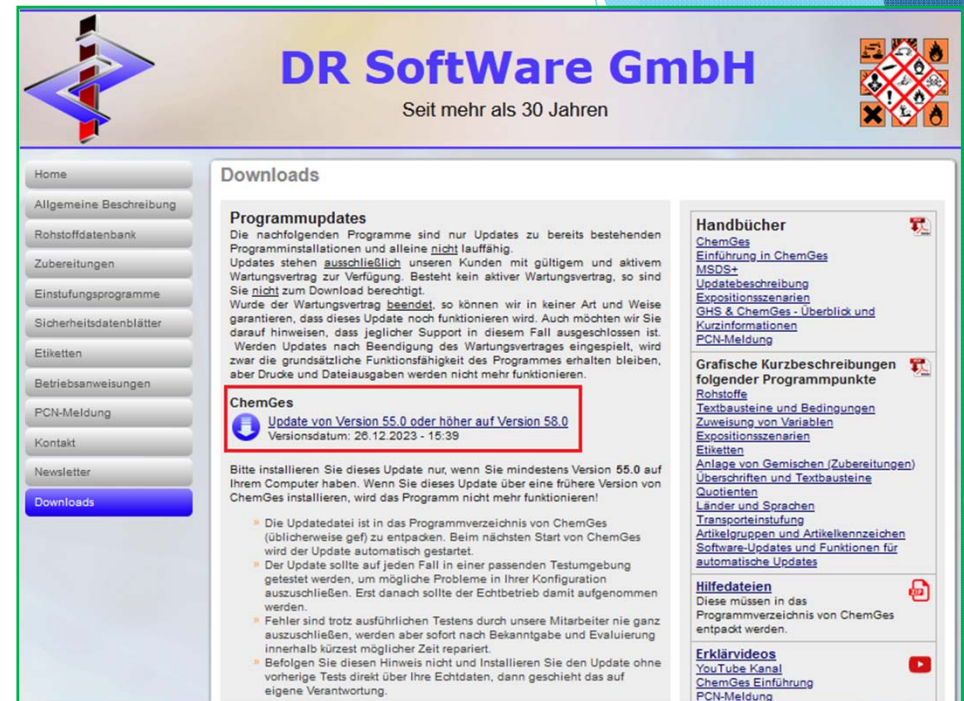 DR SoftWare GmbH
Seit mehr als 30 Jahren
Home
Allgemeine Beschreibung
Rohstoffdatenbank
Zubereitungen
Einstufungsprogramme
Sicherheitsdatenblätter
Etiketten
Betriebsanweisungen
PCN-Meldung
Kontakt
Newsletter
Downloads
Downloads
Programmupdates
Die nachfolgenden Programme sind nur Updates zu bereits bestehenden
Programminstallationen und alleine nicht lauffähig.
Updates stehen ausschließlich unseren Kunden mit gültigem und aktivem
Wartungsvertrag zur Verfügung. Besteht kein aktiver Wartungsvertrag, so sind
Sie nicht zum Download berechtigt.
Wurde der Wartungsvertrag beendet, so können wir in keiner Art und Weise
garantieren, dass dieses Update noch funktionieren wird. Auch möchten wir Sie
darauf hinweisen, dass jeglicher Support in diesem Fall ausgeschlossen ist.
Werden Updates nach Beendigung des Wartungsvertrages eingespielt, wird
zwar die grundsätzliche Funktionsfähigkeit des Programmes erhalten bleiben,
aber Drucke und Dateiausgaben werden nicht mehr funktionieren.
ChemGes
Update von Version 55.0 oder höher auf Version 58.0
Versionsdatum: 26.12.2023 - 15:39
Bitte installieren Sie dieses Update nur, wenn Sie mindestens Version 55.0 auf
Ihrem Computer haben. Wenn Sie dieses Update über eine frühere Version von
ChemGes installieren, wird das Programm nicht mehr funktionieren!
» Die Updatedatei ist in das Programmverzeichnis von ChemGes
(üblicherweise gef) zu entpacken. Beim nächsten Start von ChemGes
wird der Update automatisch gestartet.
» Der Update sollte auf jeden Fall in einer passenden Testumgebung
getestet werden, um mögliche Probleme in Ihrer Konfiguration
auszuschließen. Erst danach sollte der Echtbetrieb damit aufgenommen
werden.
» Fehler sind trotz ausführlichen Testens durch unsere Mitarbeiter nie ganz
auszuschließen, werden aber sofort nach Bekanntgabe und Evaluierung
innerhalb kürzest möglicher Zeit repariert.
» Befolgen Sie diesen Hinweis nicht und Installieren Sie den Update ohne
vorherige Tests direkt über Ihre Echtdaten, dann geschieht das auf
eigene Verantwortung.
Handbücher
ChemGes
Einführung in ChemGes
MSDS+
Updatebeschreibung
Expositionsszenarien
GHS & ChemGes - Überblick und
Kurzinformationen
PCN-Meldung
Grafische Kurzbeschreibungen
folgender Programmpunkte
Rohstoffe
Textbausteine und Bedingungen
Zuweisung von Variablen
Expositionsszenarien
Etiketten
Anlage von Gemischen (Zubereitungen)
Überschriften und Textbausteine
Quotienten
Länder und Sprachen
Transporteinstufung
Artikelgruppen und Artikelkennzeichen
Software-Updates und Funktionen für
automatische Updates
Hilfedateien
Diese müssen in das
Programmverzeichnis von ChemGes
entpackt werden.
Erklärvideos
YouTube Kanal
ChemGes Einführung
PCN-Meldung